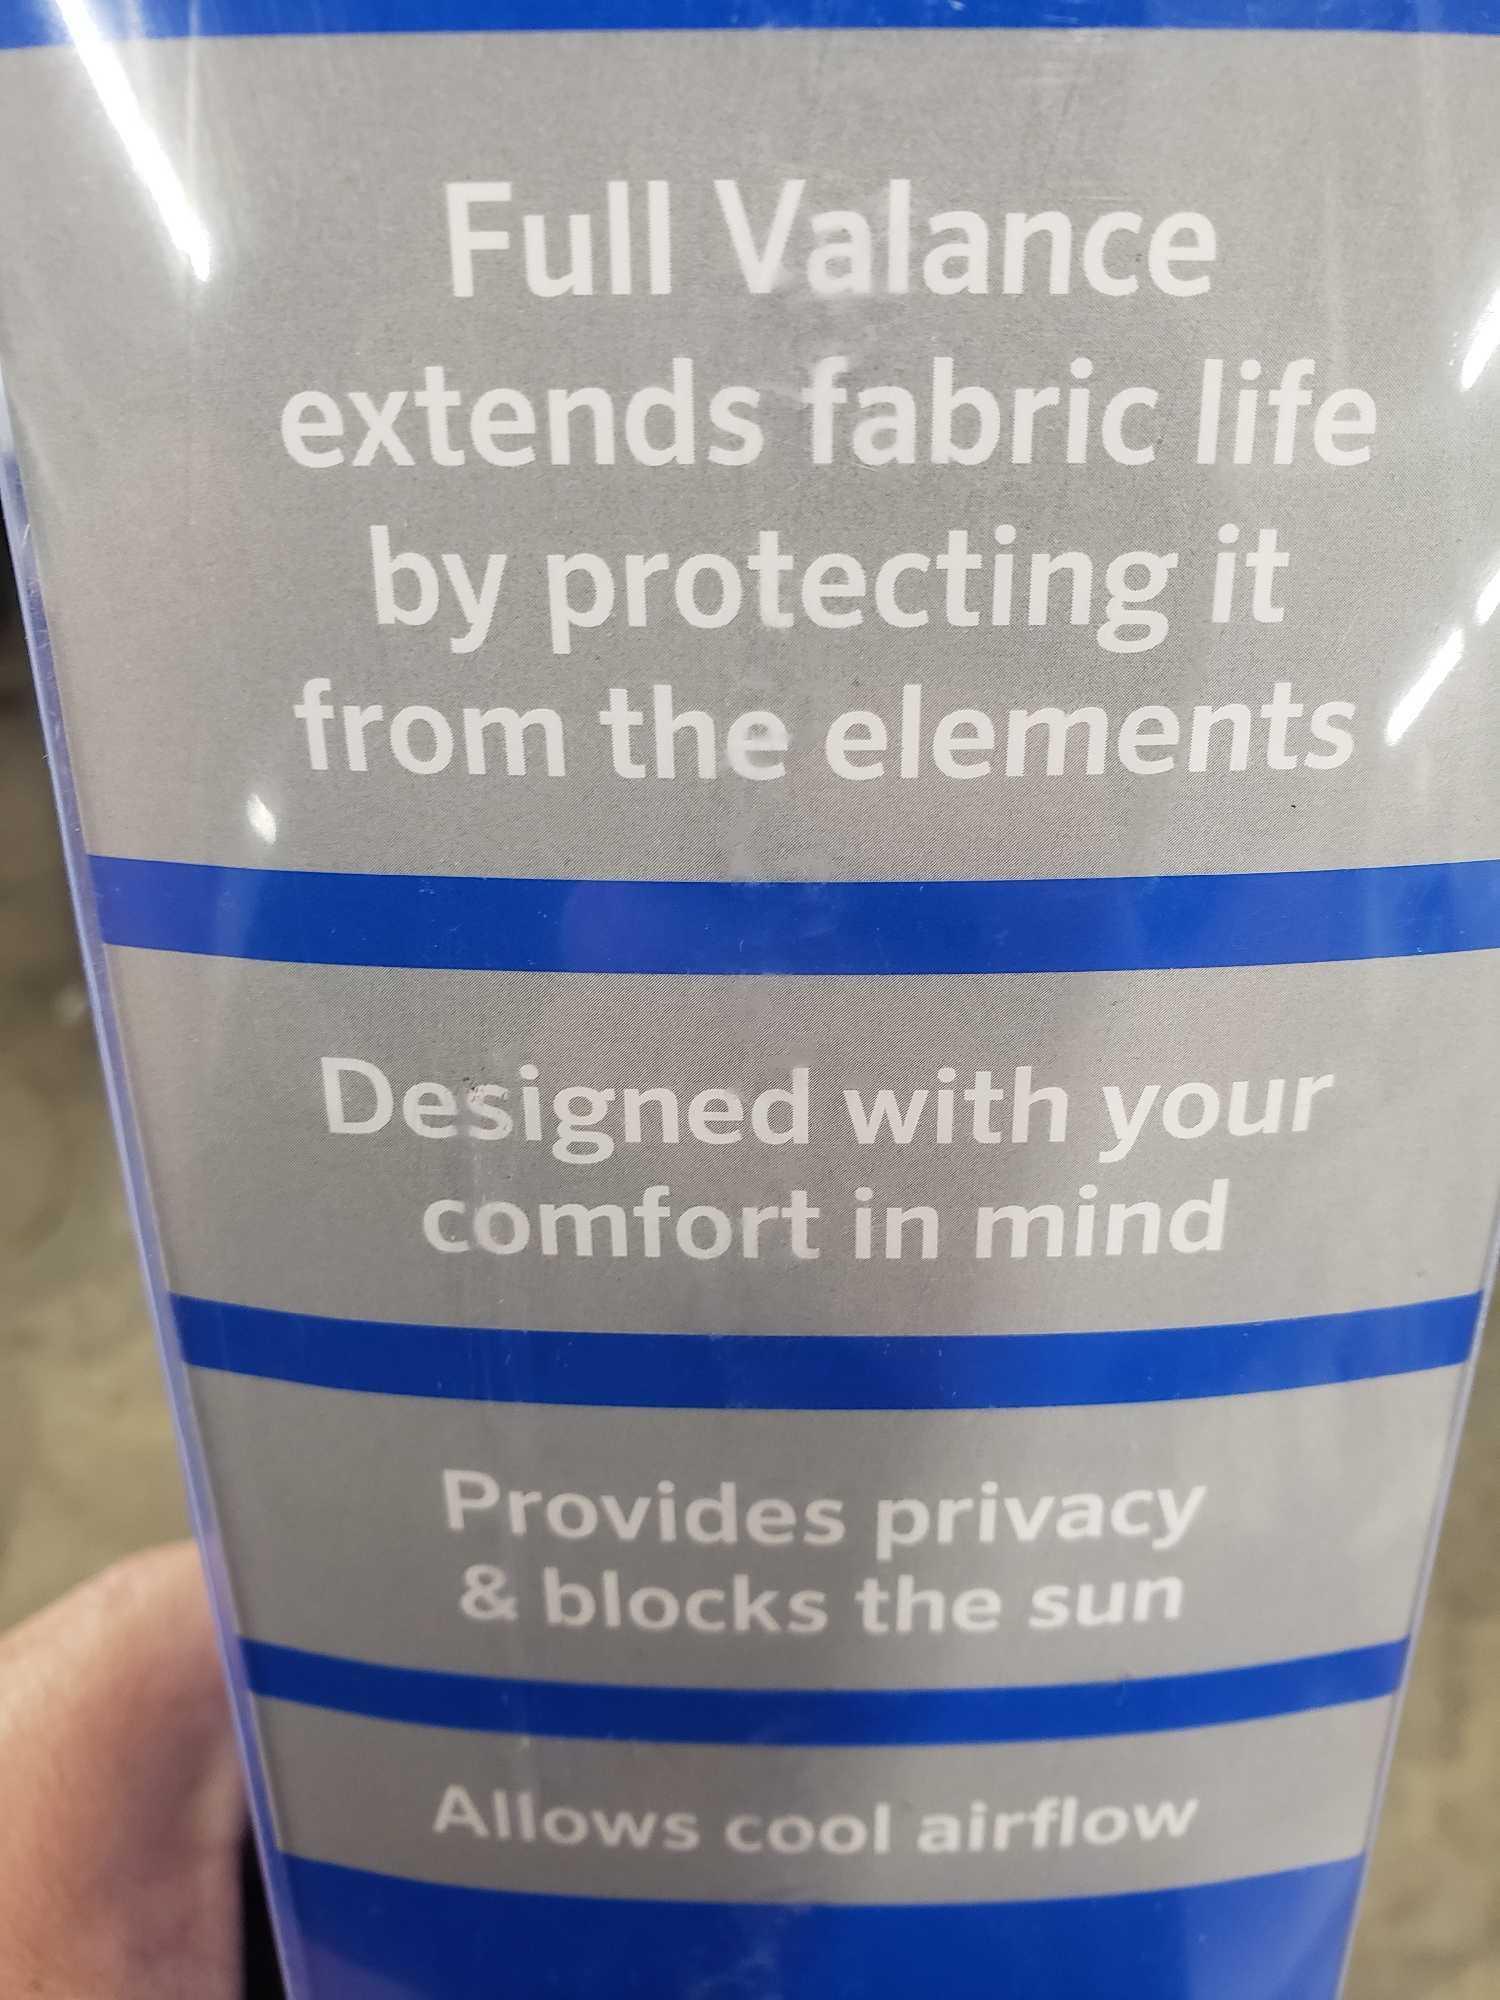 Full Valance
extends fabric life
by protecting it
from the elements
Designed with your
comfort in mind
Provides privacy
& blocks the sun
Allows cool airflow